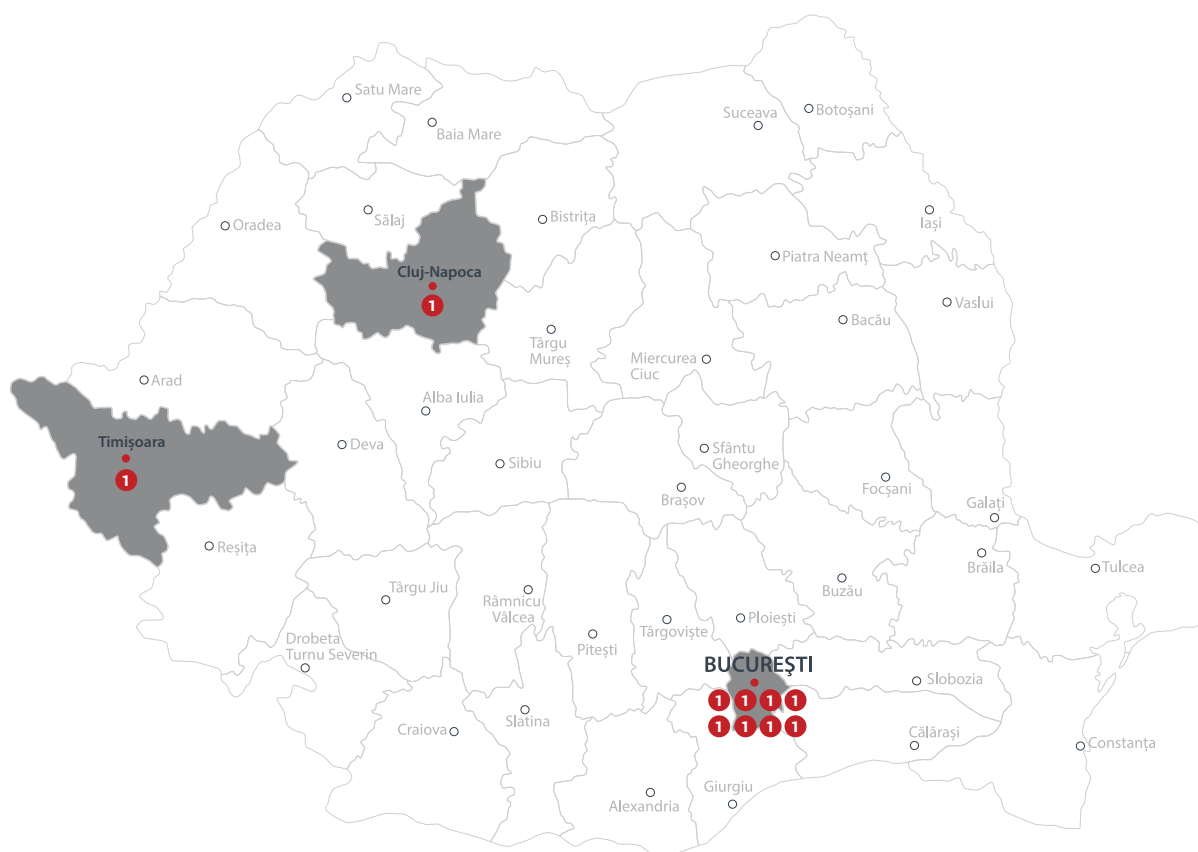 Satu Mare
Baia Mare
Suceava
Botoșani
Sălaj
Oradea
Bistrița
Iași
Piatra Neamț
Cluj-Napoca
1
Vaslui
Bacău
Târgu
Mureș
Miercurea
Ciuc
Arad
Alba Iulia
Timișoara
1
Deva
Sibiu
Sfântu
Gheorghe
Brașov
Focșani
Galați
Reșița
Brăila
Tulcea
Târgu Jiu
Râmnicu
Vâlcea
Buzău
Ploiești
Târgoviște
Pitești
Drobeta
Turnu Severin
BUCUREȘTI
1 1 1 1
1 1 1 1
Slobozia
Slatina
Craiova
Călărași
Constanța
Giurgiu
Alexandria